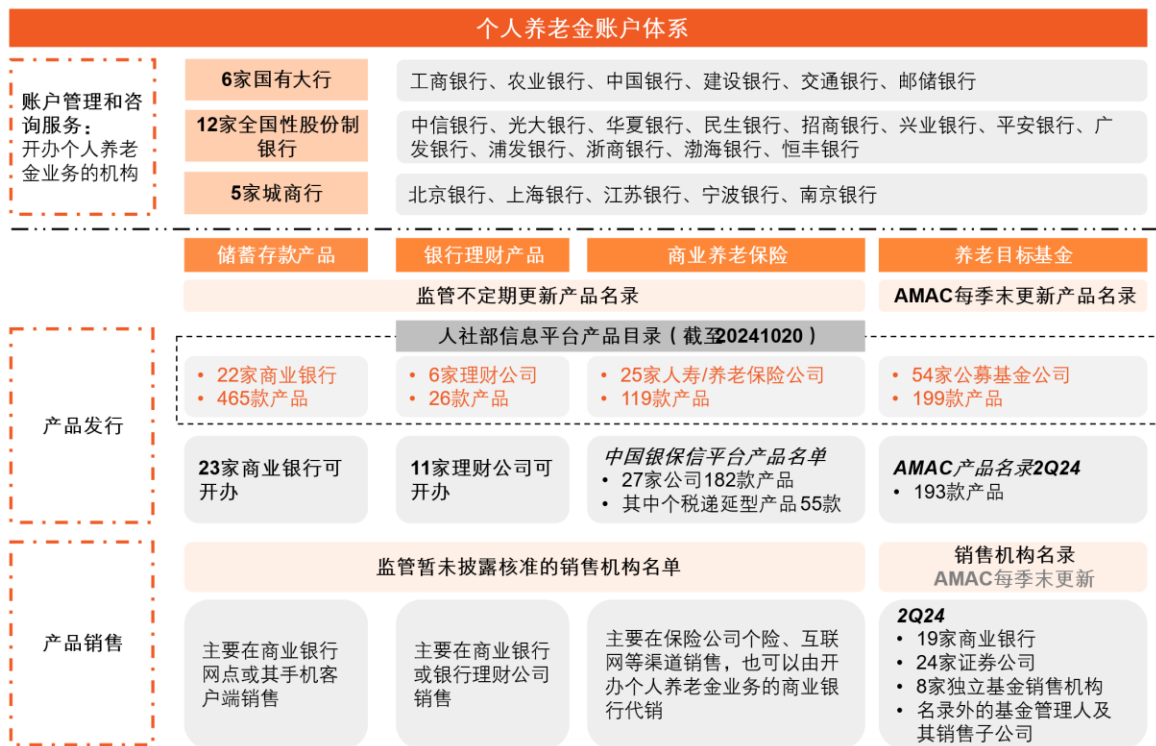 个人养老金账户体系
账户管理和咨
询服务：
开办个人养老
金业务的机构
6家国有大行
工商银行、农业银行、中国银行、建设银行、交通银行、邮储银行
12家全国性股份制
银行
中信银行、光大银行、华夏银行、民生银行、招商银行、兴业银行、平安银行、广
发银行、浦发银行、浙商银行、渤海银行、恒丰银行
5家城商行
北京银行、上海银行、江苏银行、宁波银行、南京银行
储蓄存款产品
银行理财产品
商业养老保险
养老目标基金
监管不定期更新产品名录
AMAC每季末更新产品名录
产品发行
人社部信息平台产品目录（截至20241020）
• 22家商业银行
• 465款产品
• 6家理财公司
• 26款产品
• 25家人寿/养老保险公司
• 119款产品
• 54家公募基金公司
• 199款产品
23家商业银行可
开办
11家理财公司可
开办
中国银保信平台产品名单
• 27家公司182款产品
• 其中个税递延型产品55款
AMAC产品名录2Q24
• 193款产品
产品销售
监管暂未披露核准的销售机构名单
销售机构名录
AMAC每季末更新
主要在商业银行
网点或其手机客
户端销售
主要在商业银行
或银行理财公司
销售
主要在保险公司个险、互联
网等渠道销售，也可以由开
办个人养老金业务的商业银
行代销
2Q24
• 19家商业银行
• 24家证券公司
• 8家独立基金销售机构
• 名录外的基金管理人及
其销售子公司